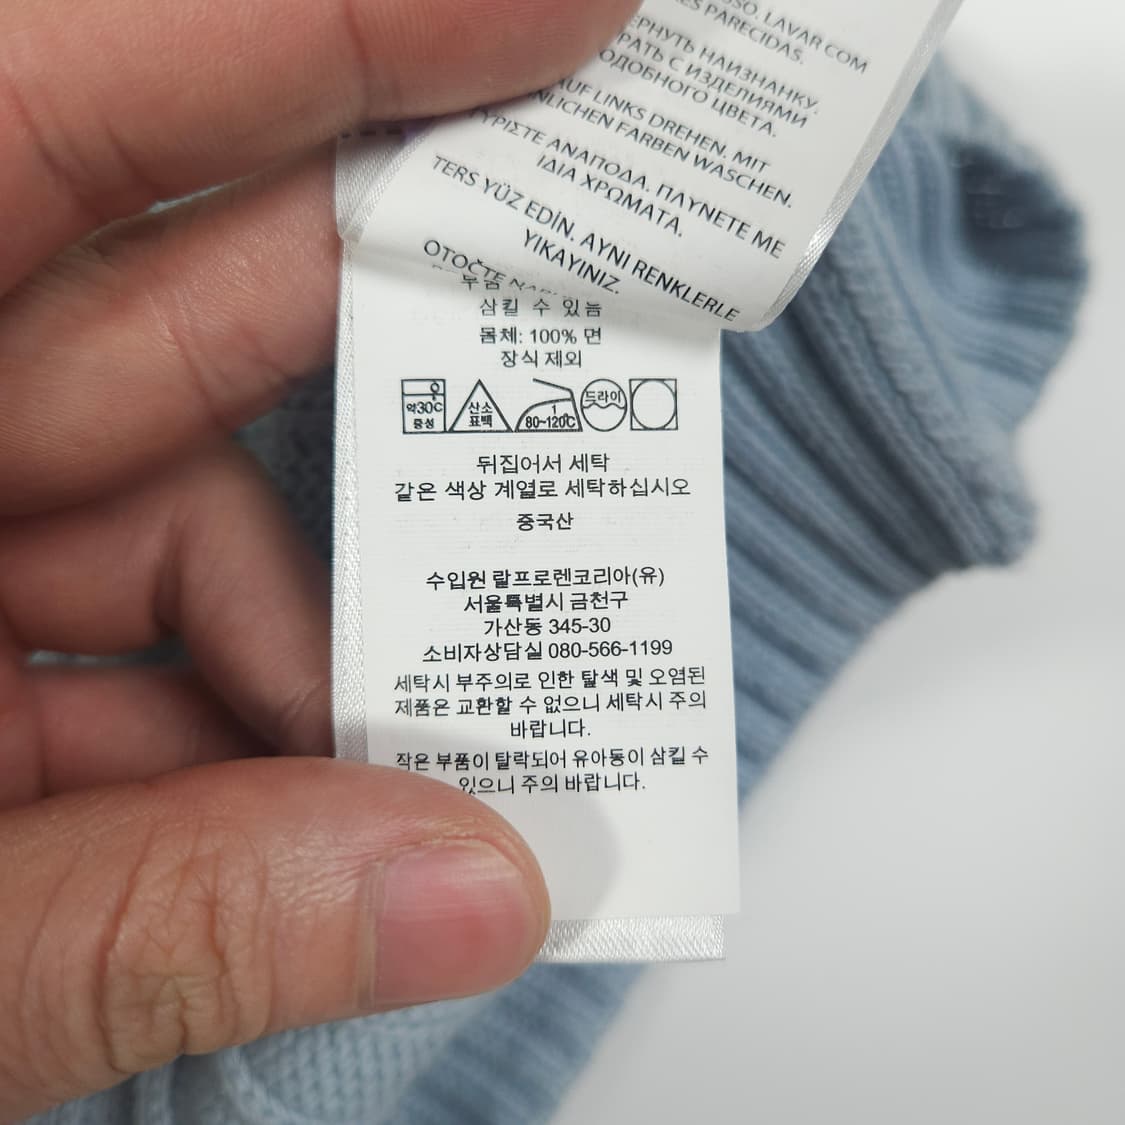 SSO. LAVAR COM
ES PARECIDAS.
ЕРНУТЬ НАИЗНАНКУ.
РАТЬ С ИЗДЕЛИЯМИ
ОДОБНОГО ЦВЕТА.
AUF LINKS DREHEN. MIT
NLICHEN FARBEN WASCHEN.
ΥΡΙΣΤΕ ΑΝΑΠΟΔΑ. ΠΛΥΝΕΤΕ ΜΕ
ΙΔΙΑ ΧΡΩΜΑΤΑ.
TERS YÜZ EDİN. AYNI RENKLERLE
YIKAYINIZ.
OTOČTE
삼킬 수 있음
몸체: 100% 면
장식 제외
약30℃
중성
산소
표백
1
80~120℃
드라이
뒤집어서 세탁
같은 색상 계열로 세탁하십시오
중국산
수입원 랄프로렌코리아(유)
서울특별시 금천구
가산동 345-30
소비자상담실 080-566-1199
세탁시 부주의로 인한 탈색 및 오염된
제품은 교환할 수 없으니 세탁시 주의
바랍니다.
작은 부품이 탈락되어 유아동이 삼킬 수
있으니 주의 바랍니다.